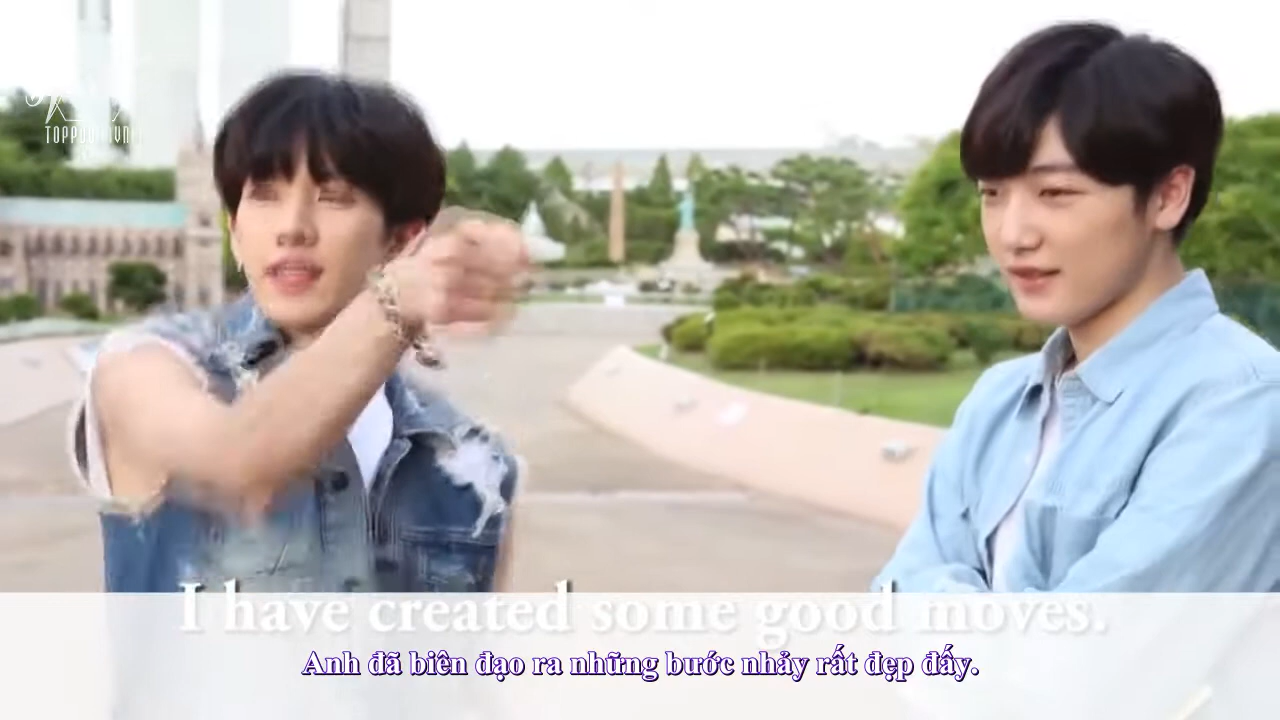 I have created some good moves.
Anh đã biên đạo ra những bước nhảy rất đẹp đấy.